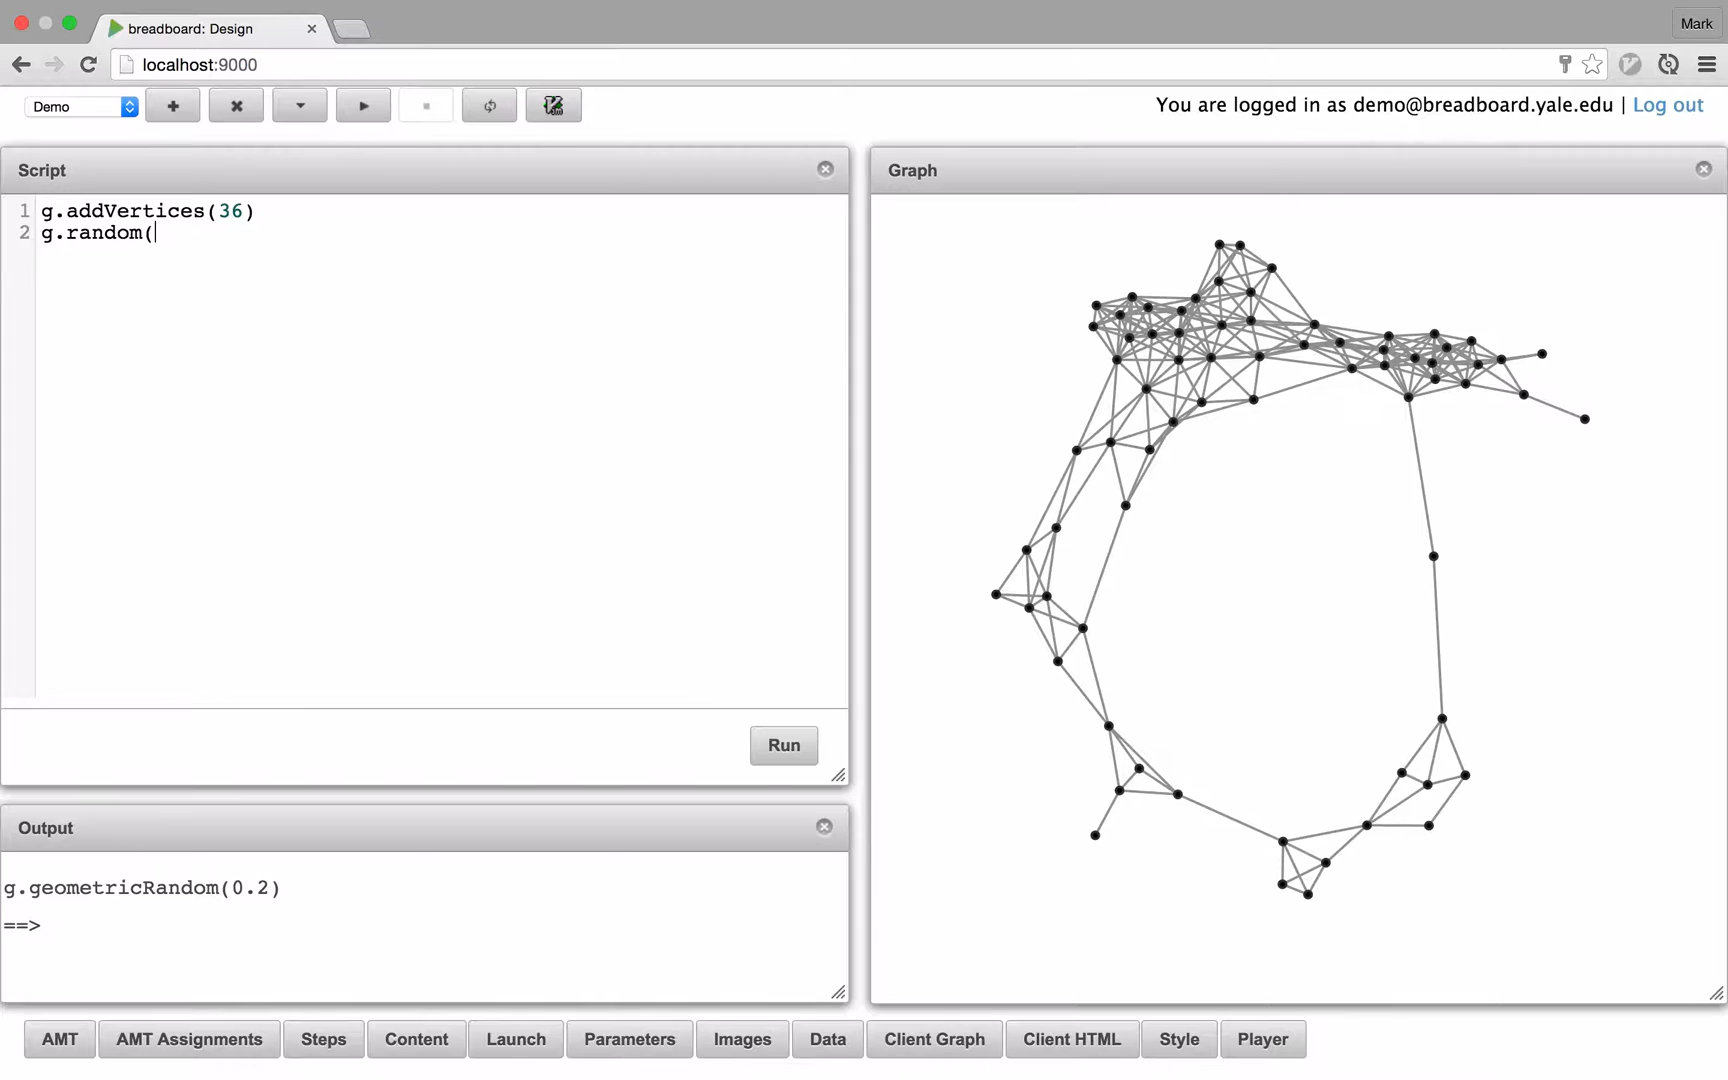 breadboard: Design
Mark
localhost:9000
Demo
You are logged in as demo@breadboard.yale.edu | Log out
Script
1 g.addVertices(36)
2 g.random(
Run
Output
g.geometricRandom(0.2)
==>
Graph
AMT
AMT Assignments
Steps
Content
Launch
Parameters
Images
Data
Client Graph
Client HTML
Style
Player